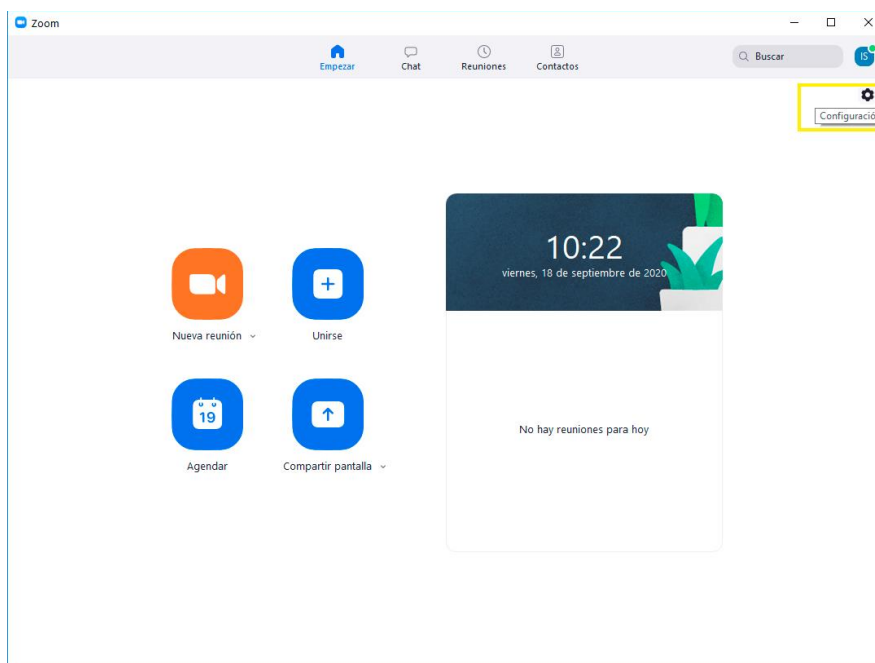 Zoom
Empezar
Chat
Reuniones
Contactos
Buscar
IS
Configuració
10:22
viernes, 18 de septiembre de 2020
Nueva reunión
Unirse
19
Agendar
Compartir pantalla
No hay reuniones para hoy